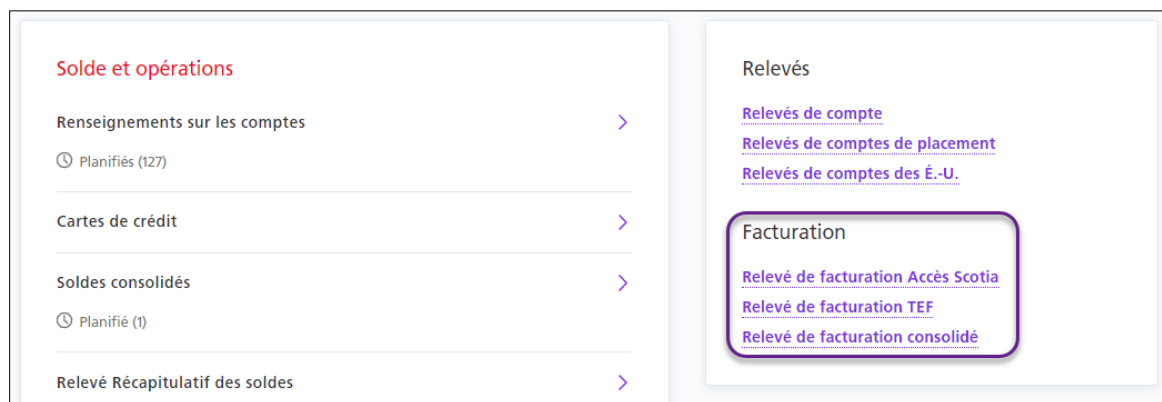 Solde et opérations
Renseignements sur les comptes
Planifiés (127)
Cartes de crédit
Soldes consolidés
Planifié (1)
Relevé Récapitulatif des soldes
Relevés
Relevés de compte
Relevés de comptes de placement
Relevés de comptes des É.-U.
Facturation
Relevé de facturation Accès Scotia
Relevé de facturation TEF
Relevé de facturation consolidé